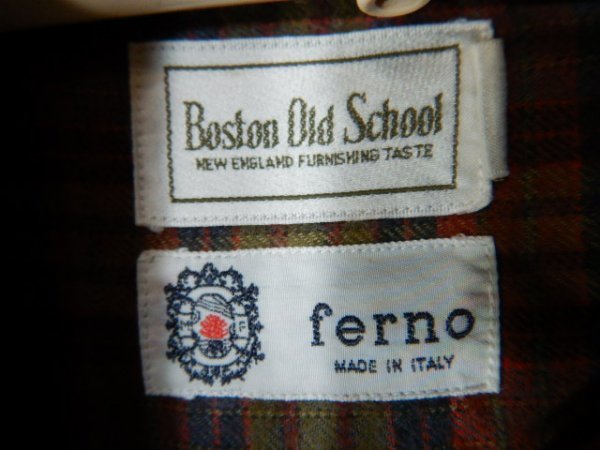 Boston Old School
NEW ENGLAND FURNISHING TASTE
ferno
MADE IN ITALY